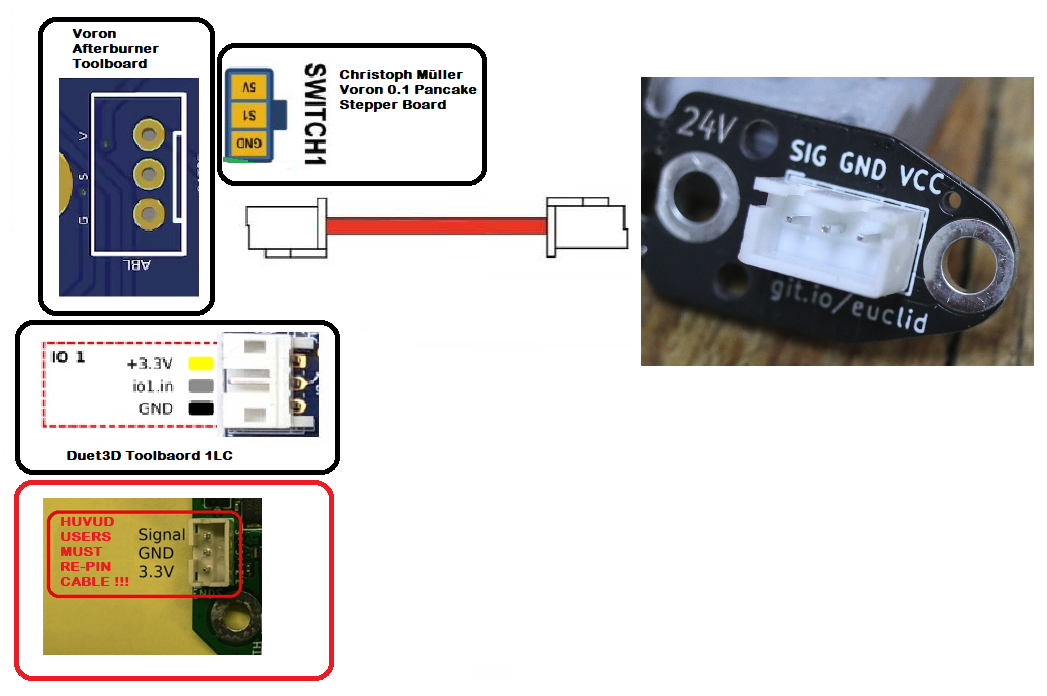 Voron
Afterburner
Toolboard
V
S
G
ABL
5V
S1
GND
SWITCH1
Christoph Müller
Voron 0.1 Pancake
Stepper Board
24V
SIG GND VCC
git.io/euclid
IO 1
+3.3V
io1.in
GND
Duet3D Toolbaord 1LC
HUVUD
USERS
MUST
RE-PIN
CABLE !!!
Signal
GND
3.3V